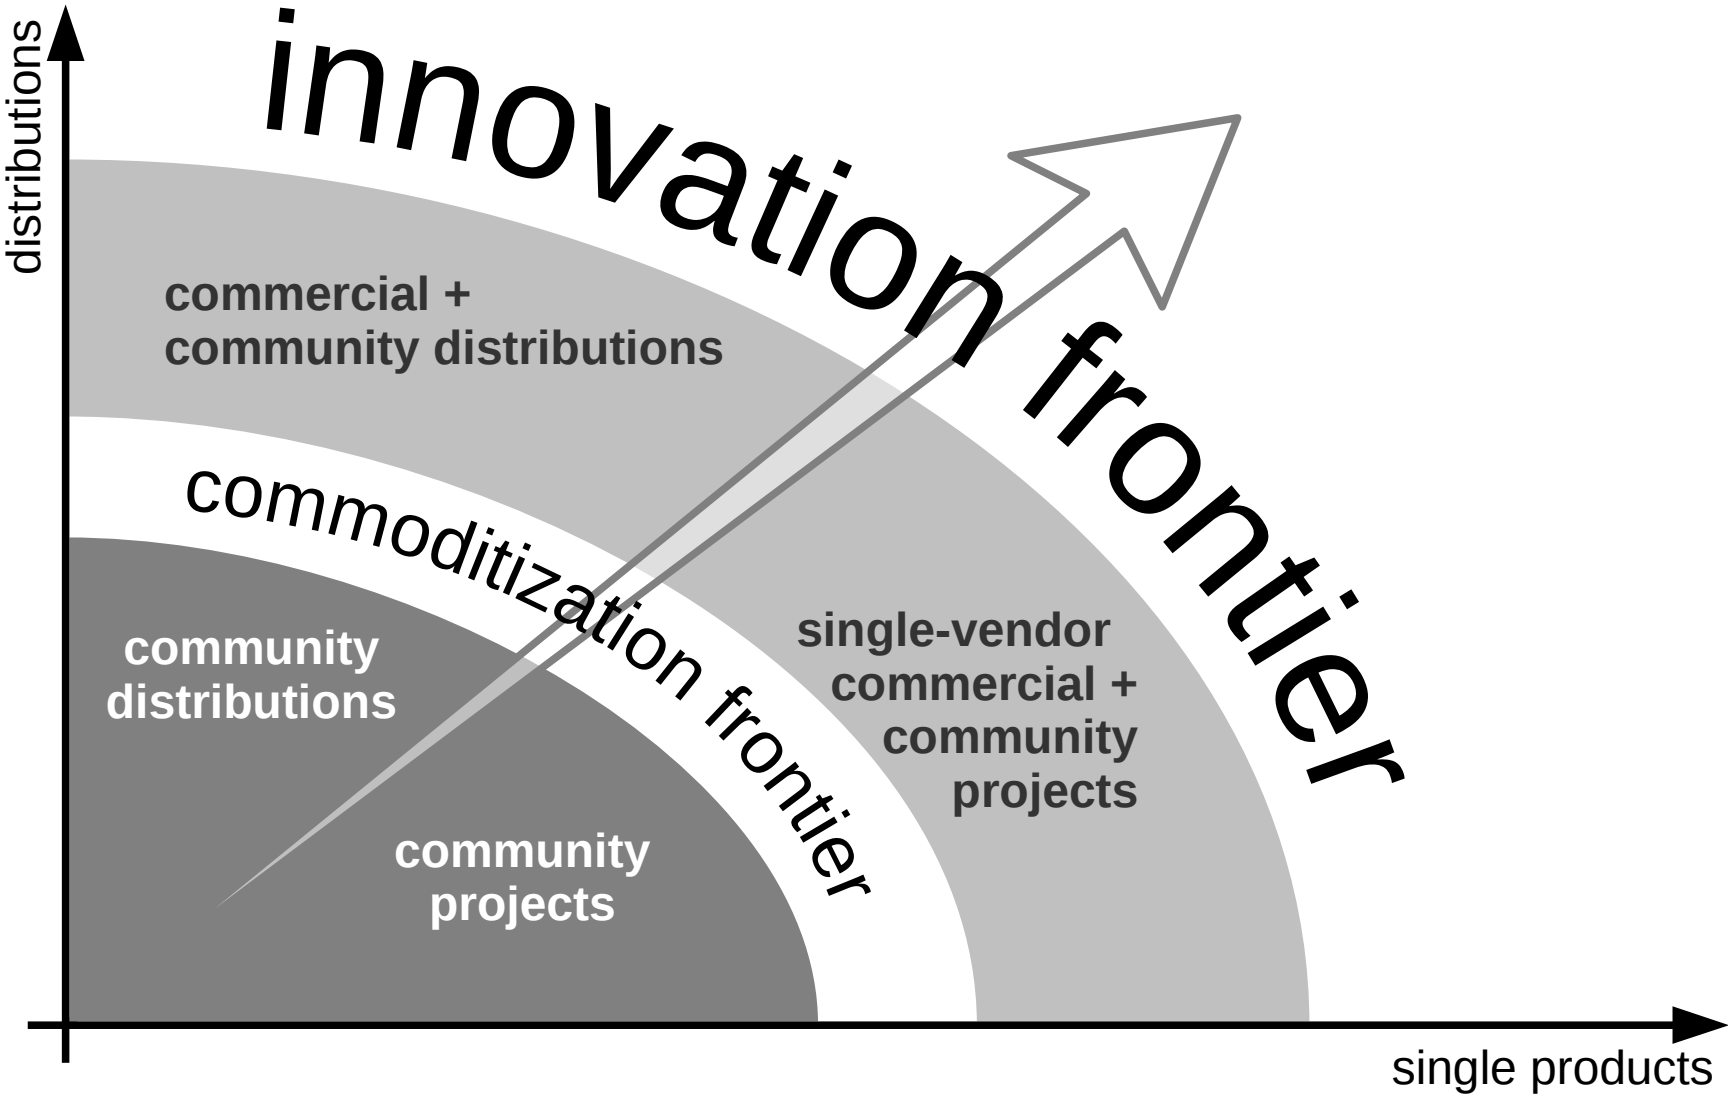 distributions
innovation frontier
commercial +
community distributions
commoditization frontier
single-vendor
commercial +
community
projects
community
distributions
community
projects
single products